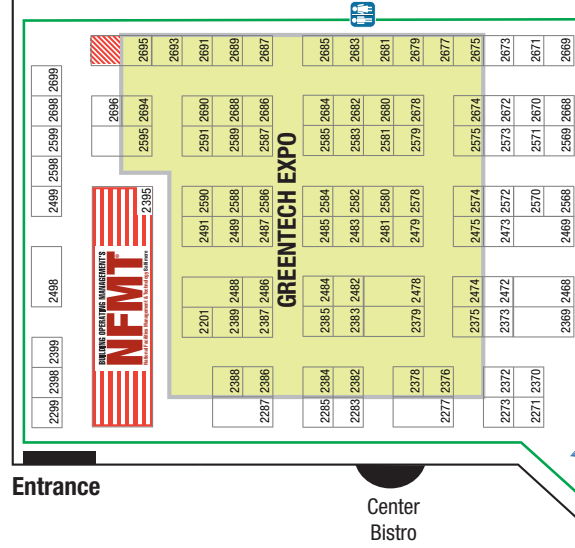 2695 2693 2691 2689 2687 2685 2683 2681 2679 2677 2675 2673 2671 2669
2699
2698 2696 2694 2690 2688 2686 2684 2682 2680 2678 2674 2672 2670 2668
2599 2595 2591 2589 2587 2585 2583 2581 2579 2575 2573 2571 2569
2598
2499 2395 2590 2588 2586 2584 2582 2580 2578 2574 2572 2570 2568
2491 2489 2487 2485 2483 2481 2479 2475 2473 2469
GREENTECH EXPO
BUILDING OPERATING MANAGEMENT'S
NFMT®
National Facilities Management & Technology
2498 2488 2486 2484 2482 2478 2474 2472 2468
2201 2389 2387 2385 2383 2379 2375 2373 2369
2399
2398 2388 2386 2384 2382 2378 2376 2372 2370
2299 2287 2285 2283 2277 2273 2271
Entrance
Center
Bistro